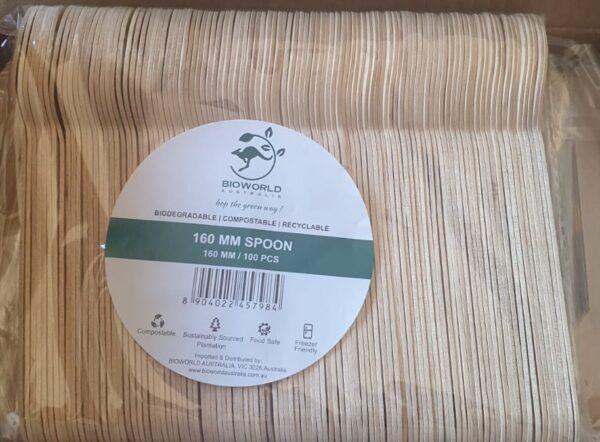 BIOWORLD
AUSTRALIA
hop the green way!
BIODEGRADABLE | COMPOSTABLE | RECYCLABLE
160 MM SPOON
160 MM / 100 PCS
8 904022 457984
Compostable
Sustainably Sourced
Plantation
Food Safe
Freezer
Friendly
Imported & Distributed by:
BIOWORLD AUSTRALIA, VIC 3026, Australia
www.bioworldaustralia.com.au